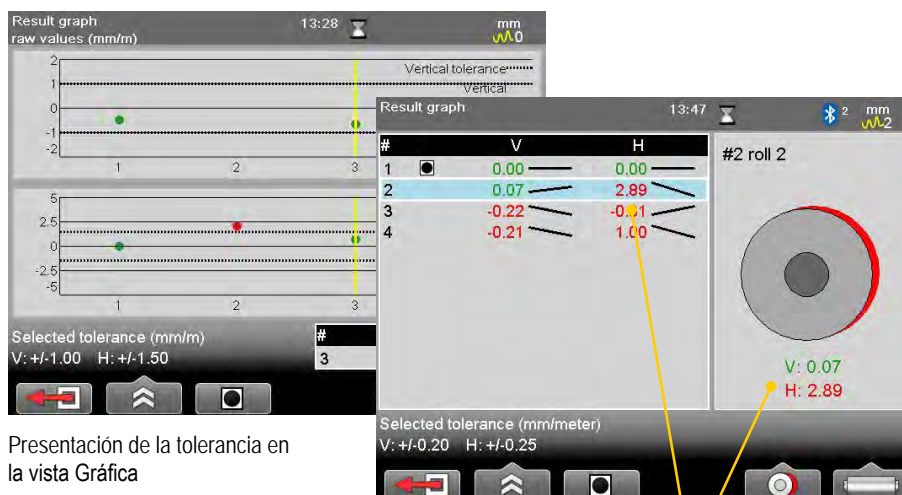 Result graph
raw values (mm/m)
13:28
mm
0
2
1
0
-1
-2
Vertical tolerance
Vertical
1 2 3
5
2.5
0
-2.5
-5
1 2 3
Selected tolerance (mm/m)
V: +/-1.00 H: +/-1.50
#
3
Presentación de la tolerancia en
la vista Gráfica
Result graph
13:47
2
mm
2
# V H
1 0.00 0.00
2 0.07 2.89
3 -0.22
4 -0.21 1.00
#2 roll 2
V: 0.07
H: 2.89
Selected tolerance (mm/meter)
V: +/-0.20 H: +/-0.25